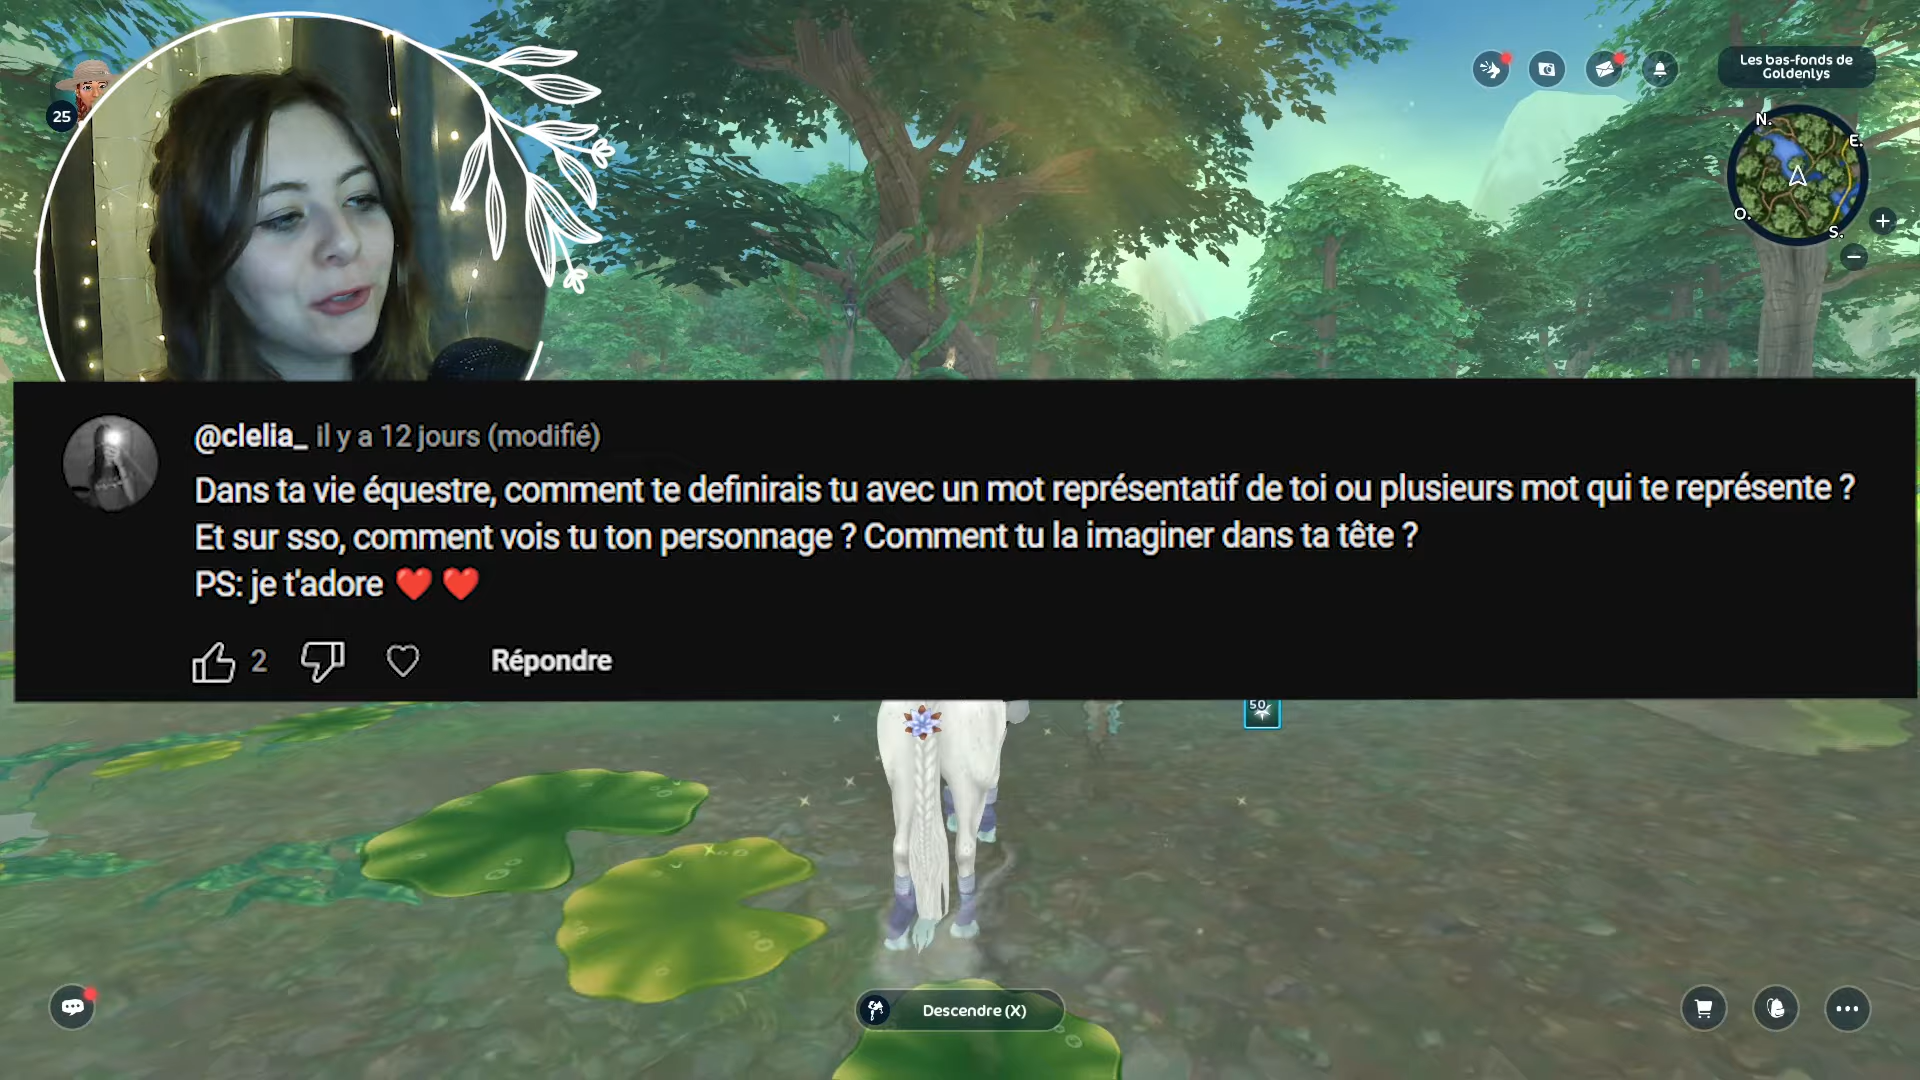 25
Les bas-fonds de
Goldenlys
N.
E.
O.
S.
@clelia_ il y a 12 jours (modifié)
Dans ta vie équestre, comment te definirais tu avec un mot représentatif de toi ou plusieurs mot qui te représente ?
Et sur sso, comment vois tu ton personnage ? Comment tu la imaginer dans ta tête ?
PS: je t'adore ❤️ ❤️
2
Répondre
50
Descendre (X)